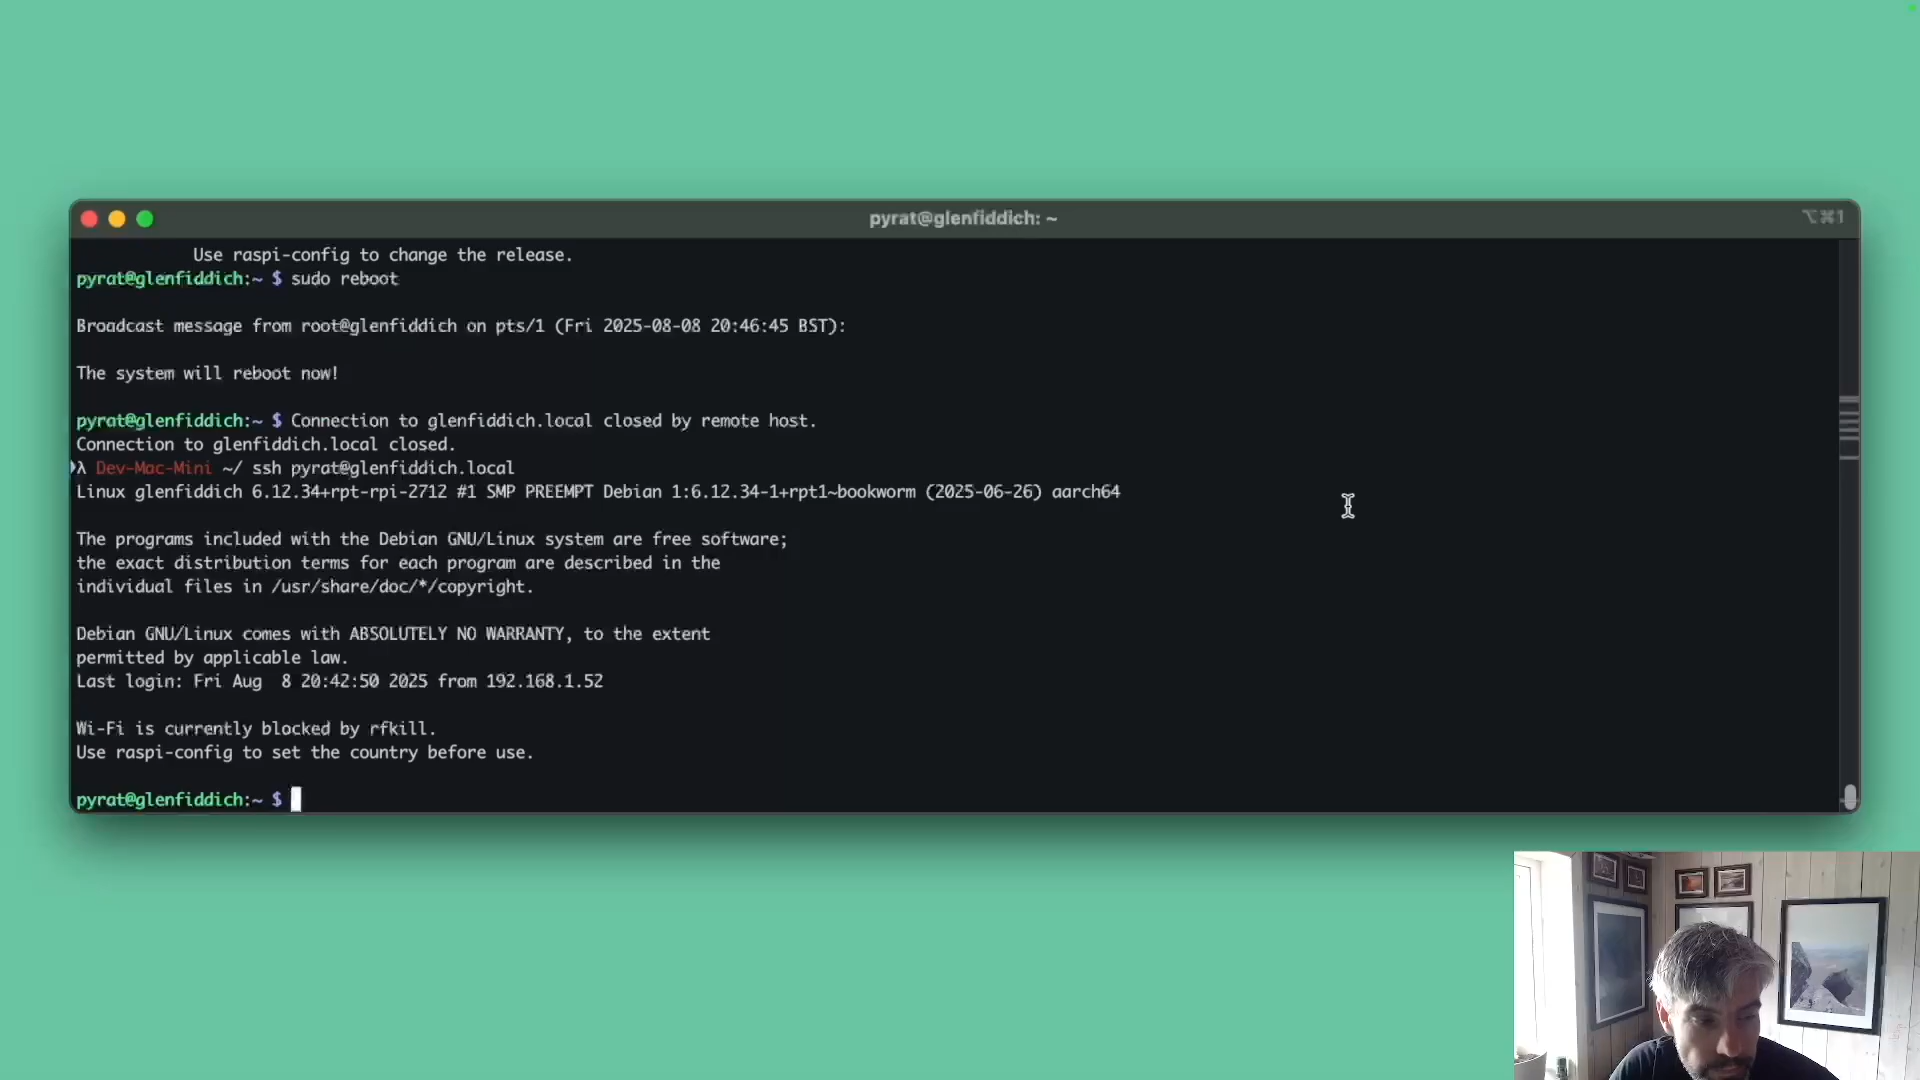 pyrat@glenfiddich: ~
⌥⌘1
Use raspi-config to change the release.
pyrat@glenfiddich:~ $ sudo reboot
Broadcast message from root@glenfiddich on pts/1 (Fri 2025-08-08 20:46:45 BST):
The system will reboot now!
pyrat@glenfiddich:~ $ Connection to glenfiddich.local closed by remote host.
Connection to glenfiddich.local closed.
λ Dev-Mac-Mini ~/ ssh pyrat@glenfiddich.local
Linux glenfiddich 6.12.34+rpt-rpi-2712 #1 SMP PREEMPT Debian 1:6.12.34-1+rpt1~bookworm (2025-06-26) aarch64
The programs included with the Debian GNU/Linux system are free software;
the exact distribution terms for each program are described in the
individual files in /usr/share/doc/*/copyright.
Debian GNU/Linux comes with ABSOLUTELY NO WARRANTY, to the extent
permitted by applicable law.
Last login: Fri Aug  8 20:42:50 2025 from 192.168.1.52
Wi-Fi is currently blocked by rfkill.
Use raspi-config to set the country before use.
pyrat@glenfiddich:~ $